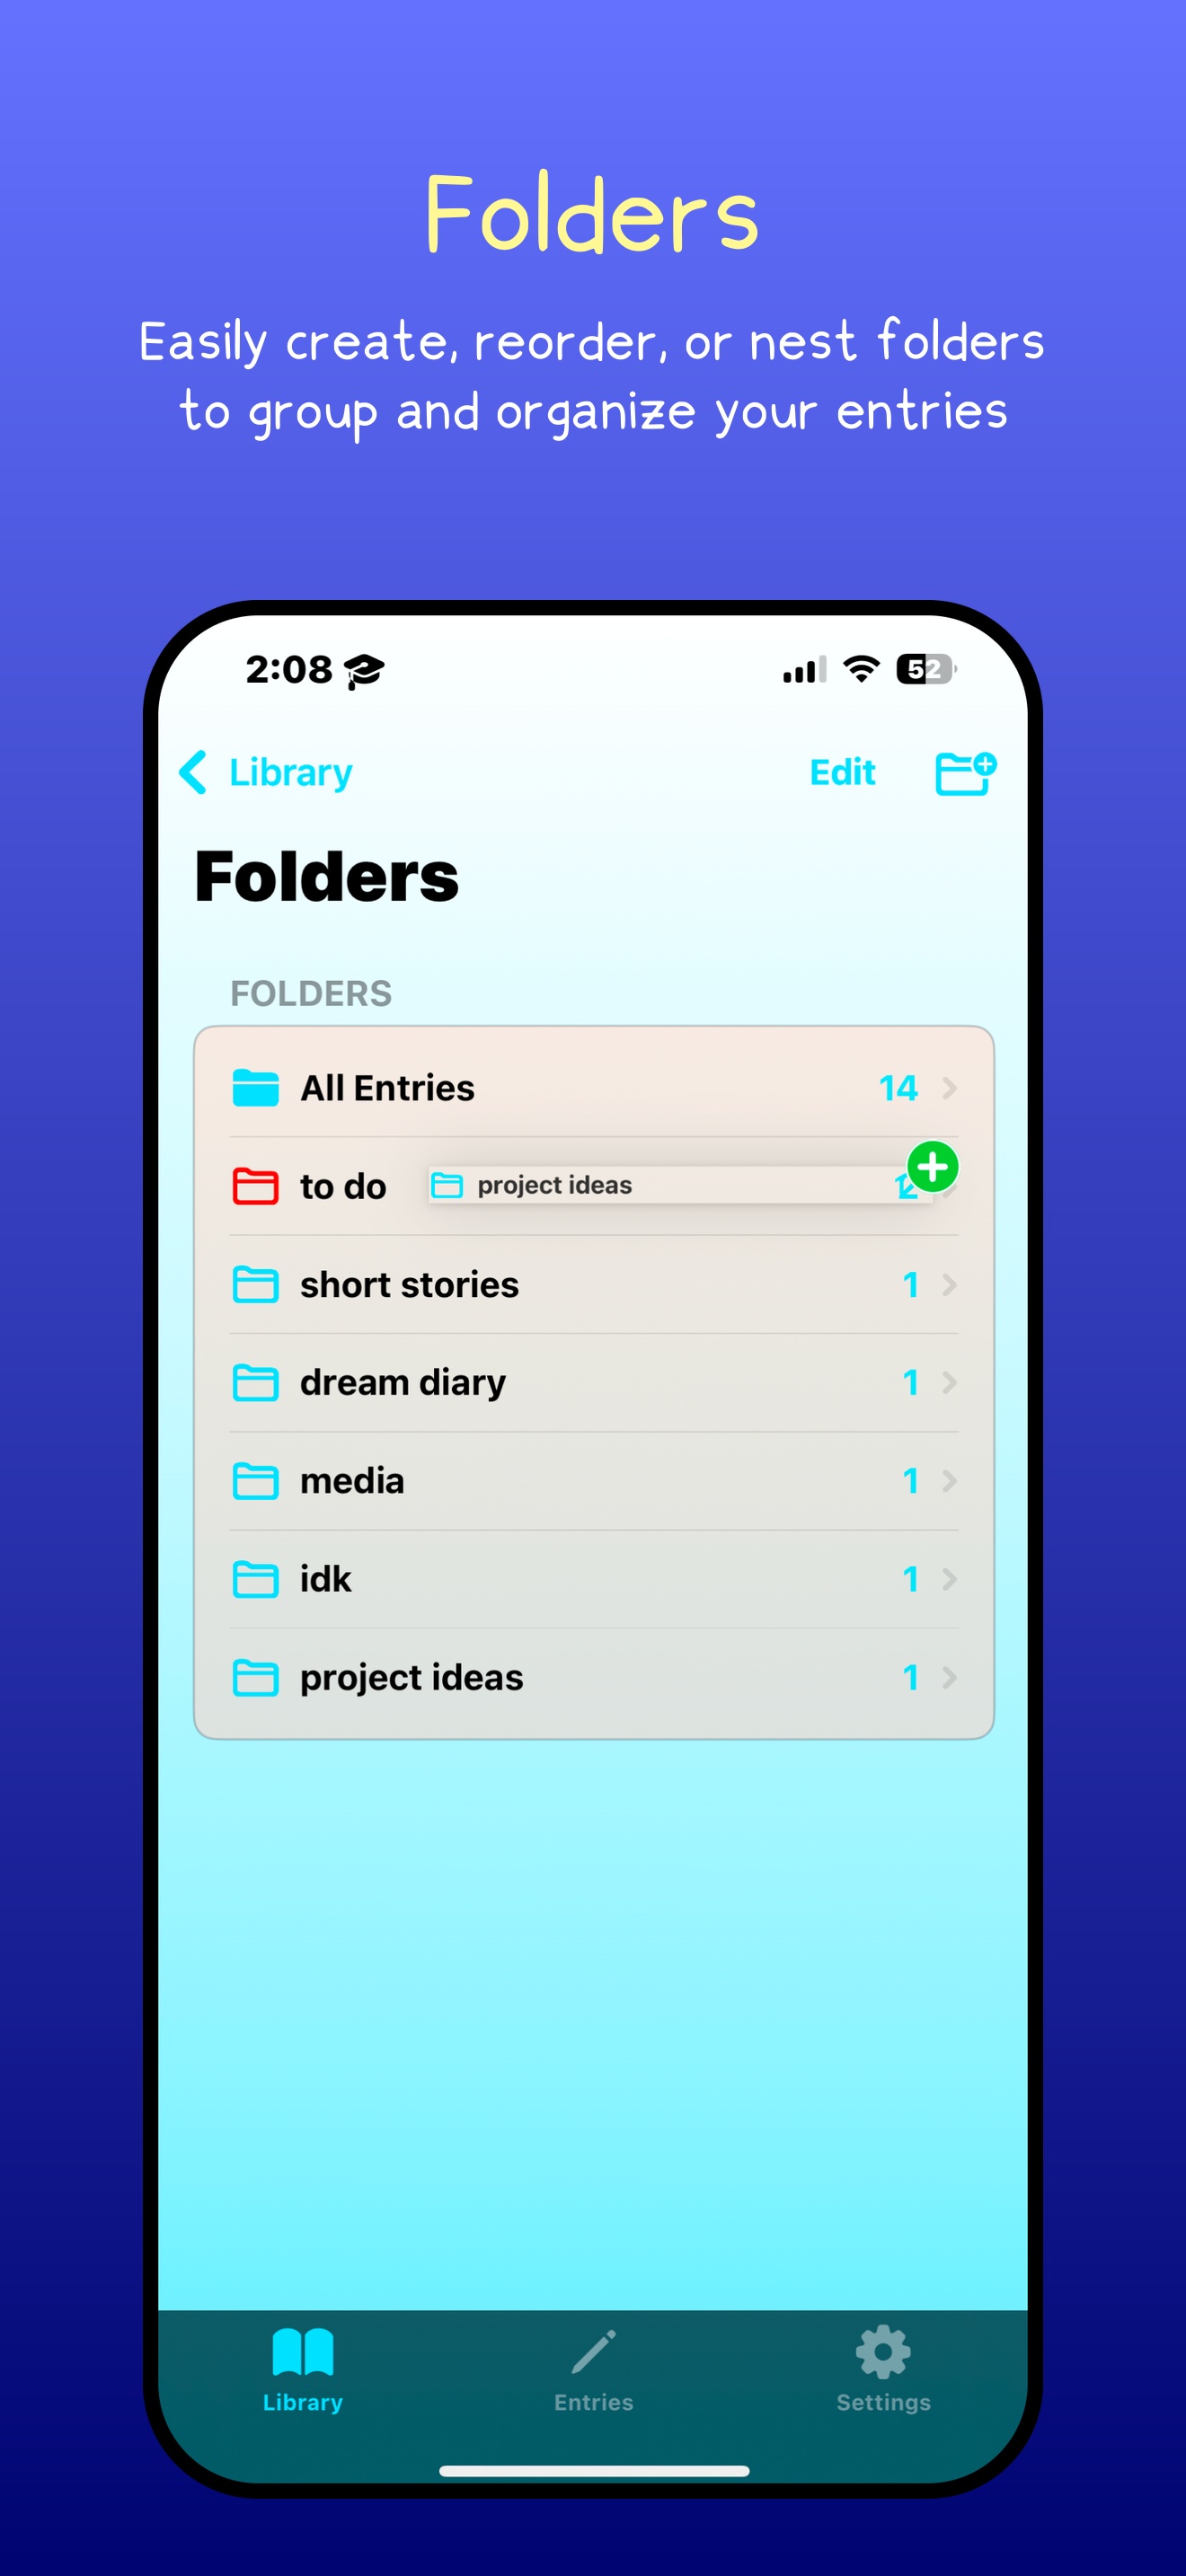 Folders
Easily create, reorder, or nest folders
to group and organize your entries
2:08 52
Library Edit
Folders
FOLDERS
All Entries 14
to do project ideas
short stories 1
dream diary 1
media 1
idk 1
project ideas 1
Library Entries Settings